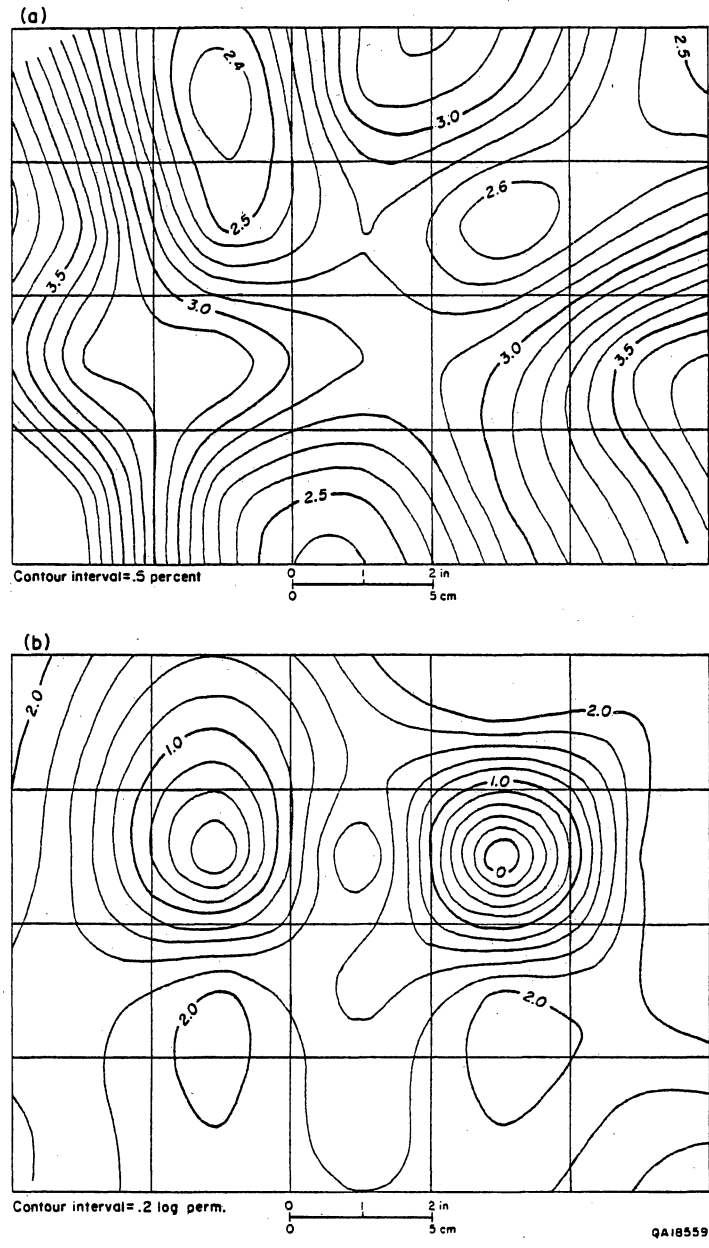 (a)
2.4
2.5
3.0
2.5
2.6
3.5
3.0
3.0
3.5
2.5
Contour interval=.5 percent
0 1 2 in
0 5 cm
(b)
2.0
1.0
2.0
1.0
0
2.0
2.0
Contour interval=.2 log perm.
0 1 2 in
0 5 cm
QA18559